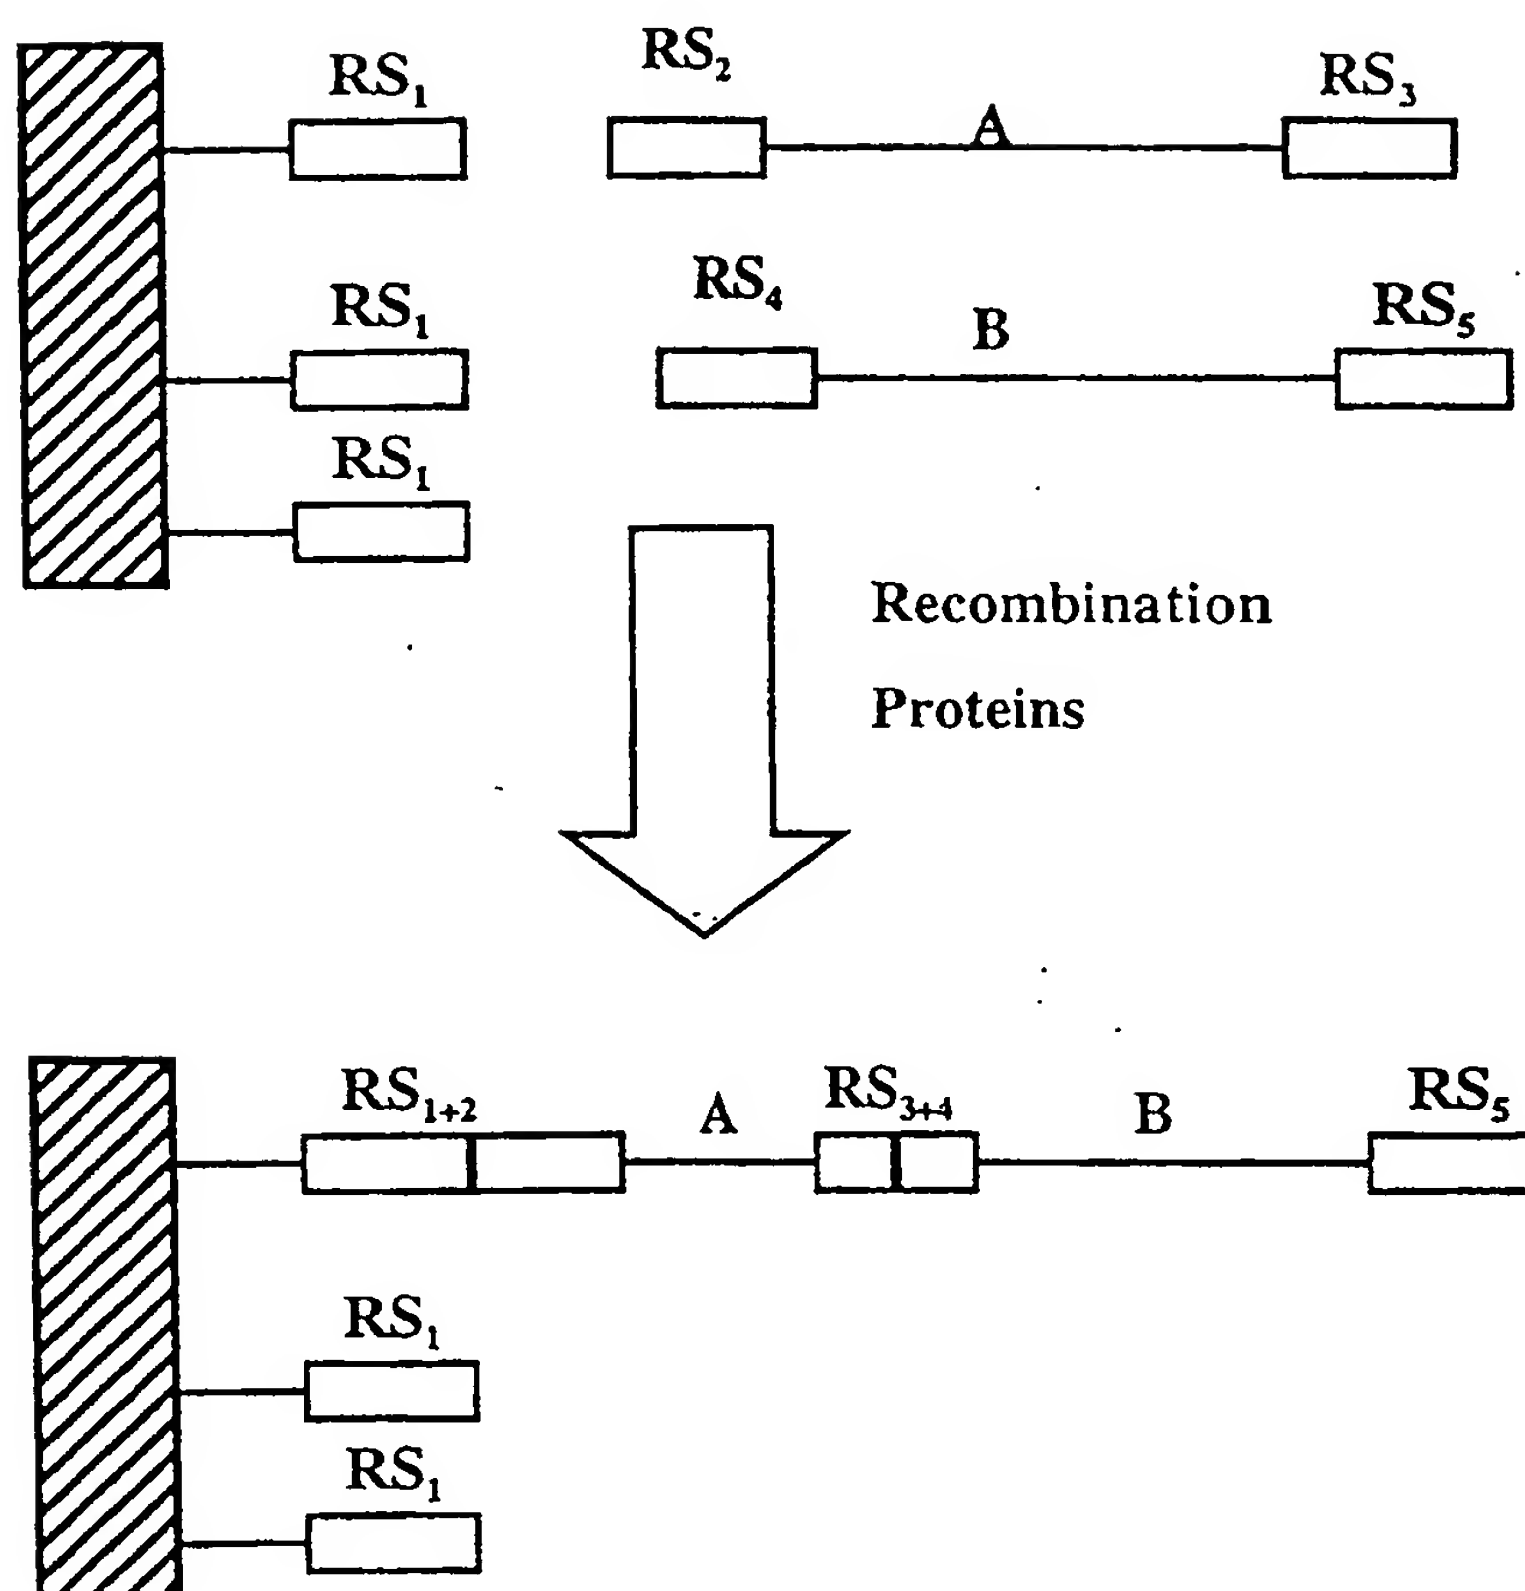 RS₁ RS₂ RS₃
A
RS₁ RS₄ B RS₅
RS₁
Recombination
Proteins
RS₁₊₂ A RS₃₊₄ B RS₅
RS₁
RS₁